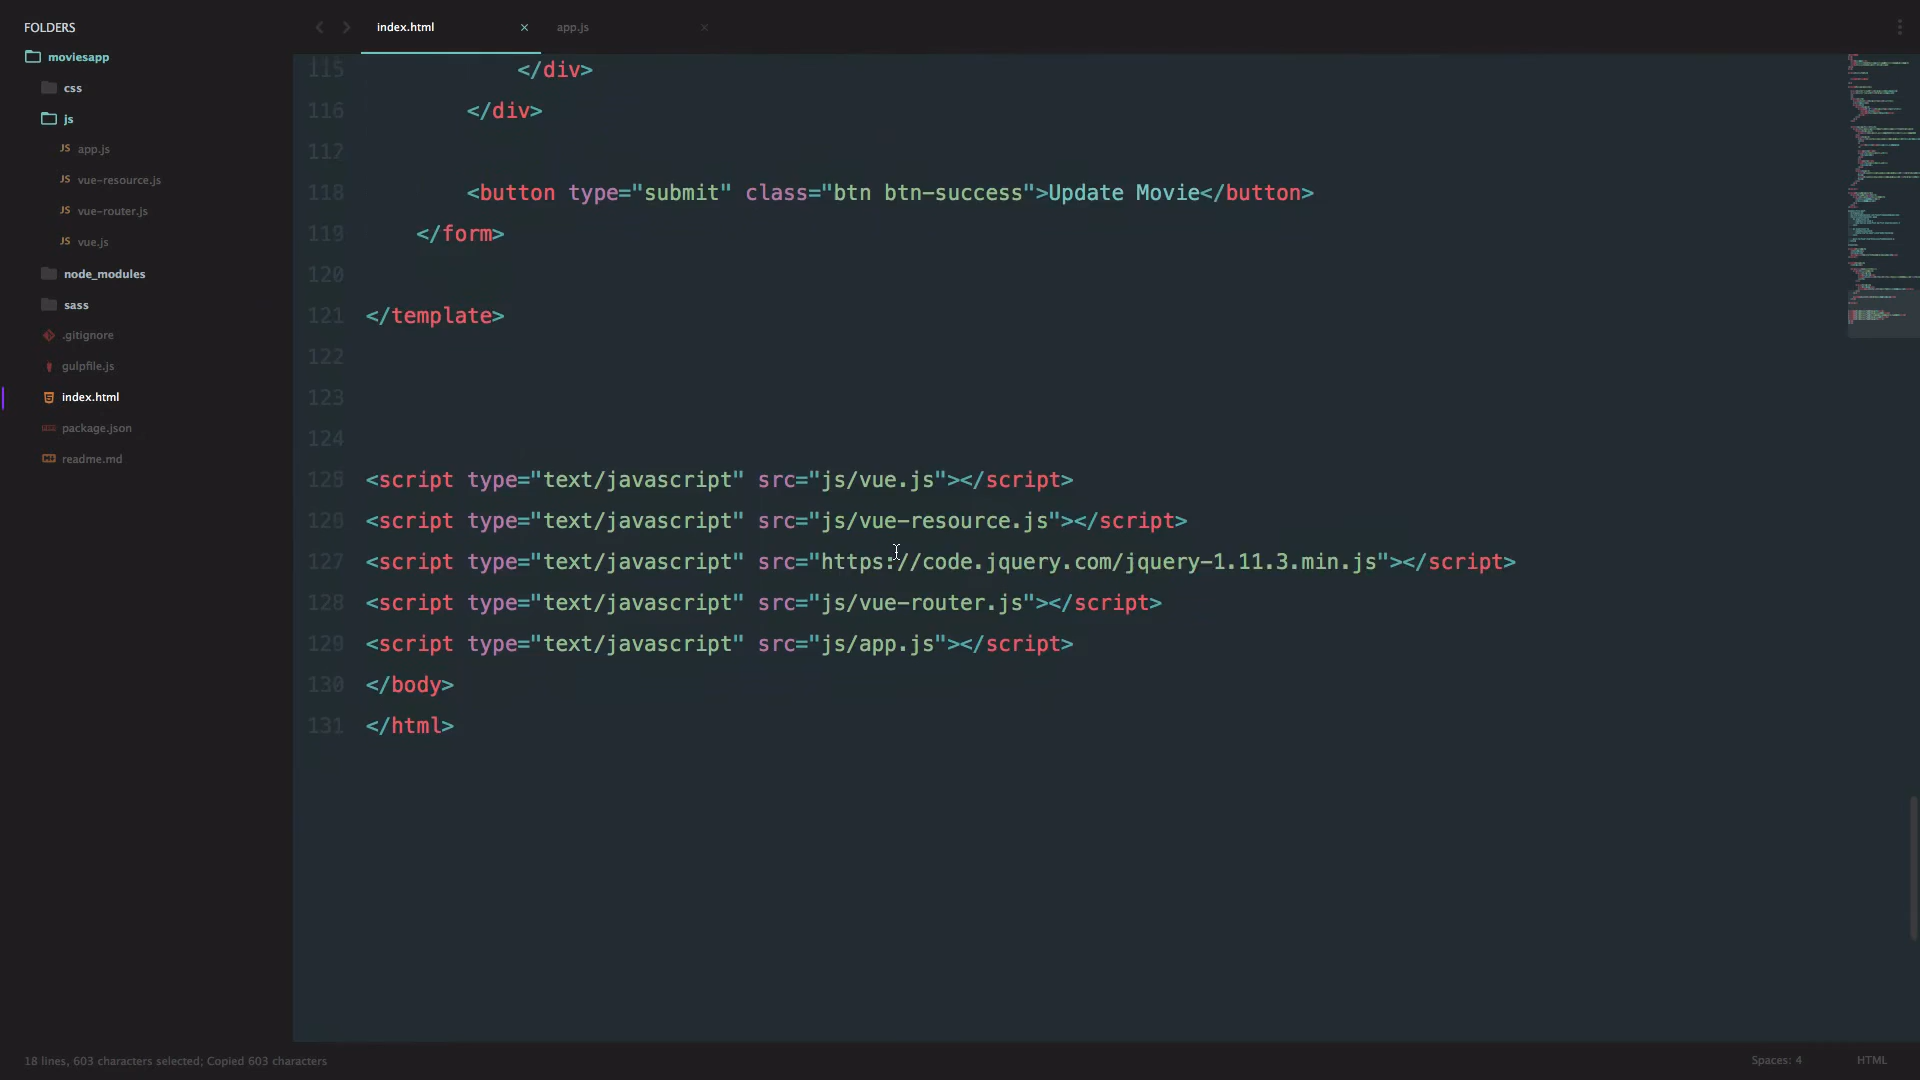 FOLDERS
moviesapp
css
js
JS app.js
JS vue-resource.js
JS vue-router.js
JS vue.js
node_modules
sass
.gitignore
gulpfile.js
index.html
package.json
readme.md
index.html ×
app.js ×
115 </div>
116 </div>
117
118 <button type="submit" class="btn btn-success">Update Movie</button>
119 </form>
120
121 </template>
122
123
124
125 <script type="text/javascript" src="js/vue.js"></script>
126 <script type="text/javascript" src="js/vue-resource.js"></script>
127 <script type="text/javascript" src="https://code.jquery.com/jquery-1.11.3.min.js"></script>
128 <script type="text/javascript" src="js/vue-router.js"></script>
129 <script type="text/javascript" src="js/app.js"></script>
130 </body>
131 </html>
18 lines, 603 characters selected; Copied 603 characters
Spaces: 4
HTML